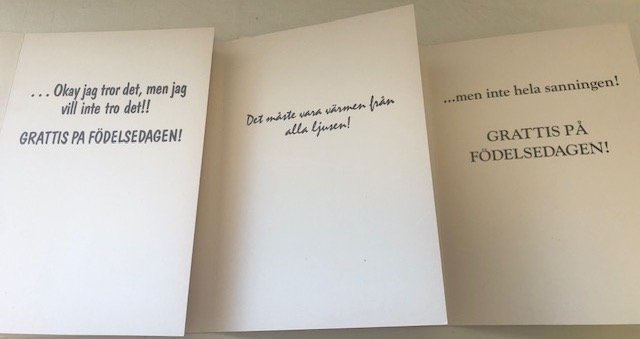 ... Okay jag tror det, men jag
vill inte tro det!!
GRATTIS PA FÖDELSEDAGEN!
Det måste vara värmen från
alla ljusen!
...men inte hela sanningen!
GRATTIS PÅ
FÖDELSEDAGEN!